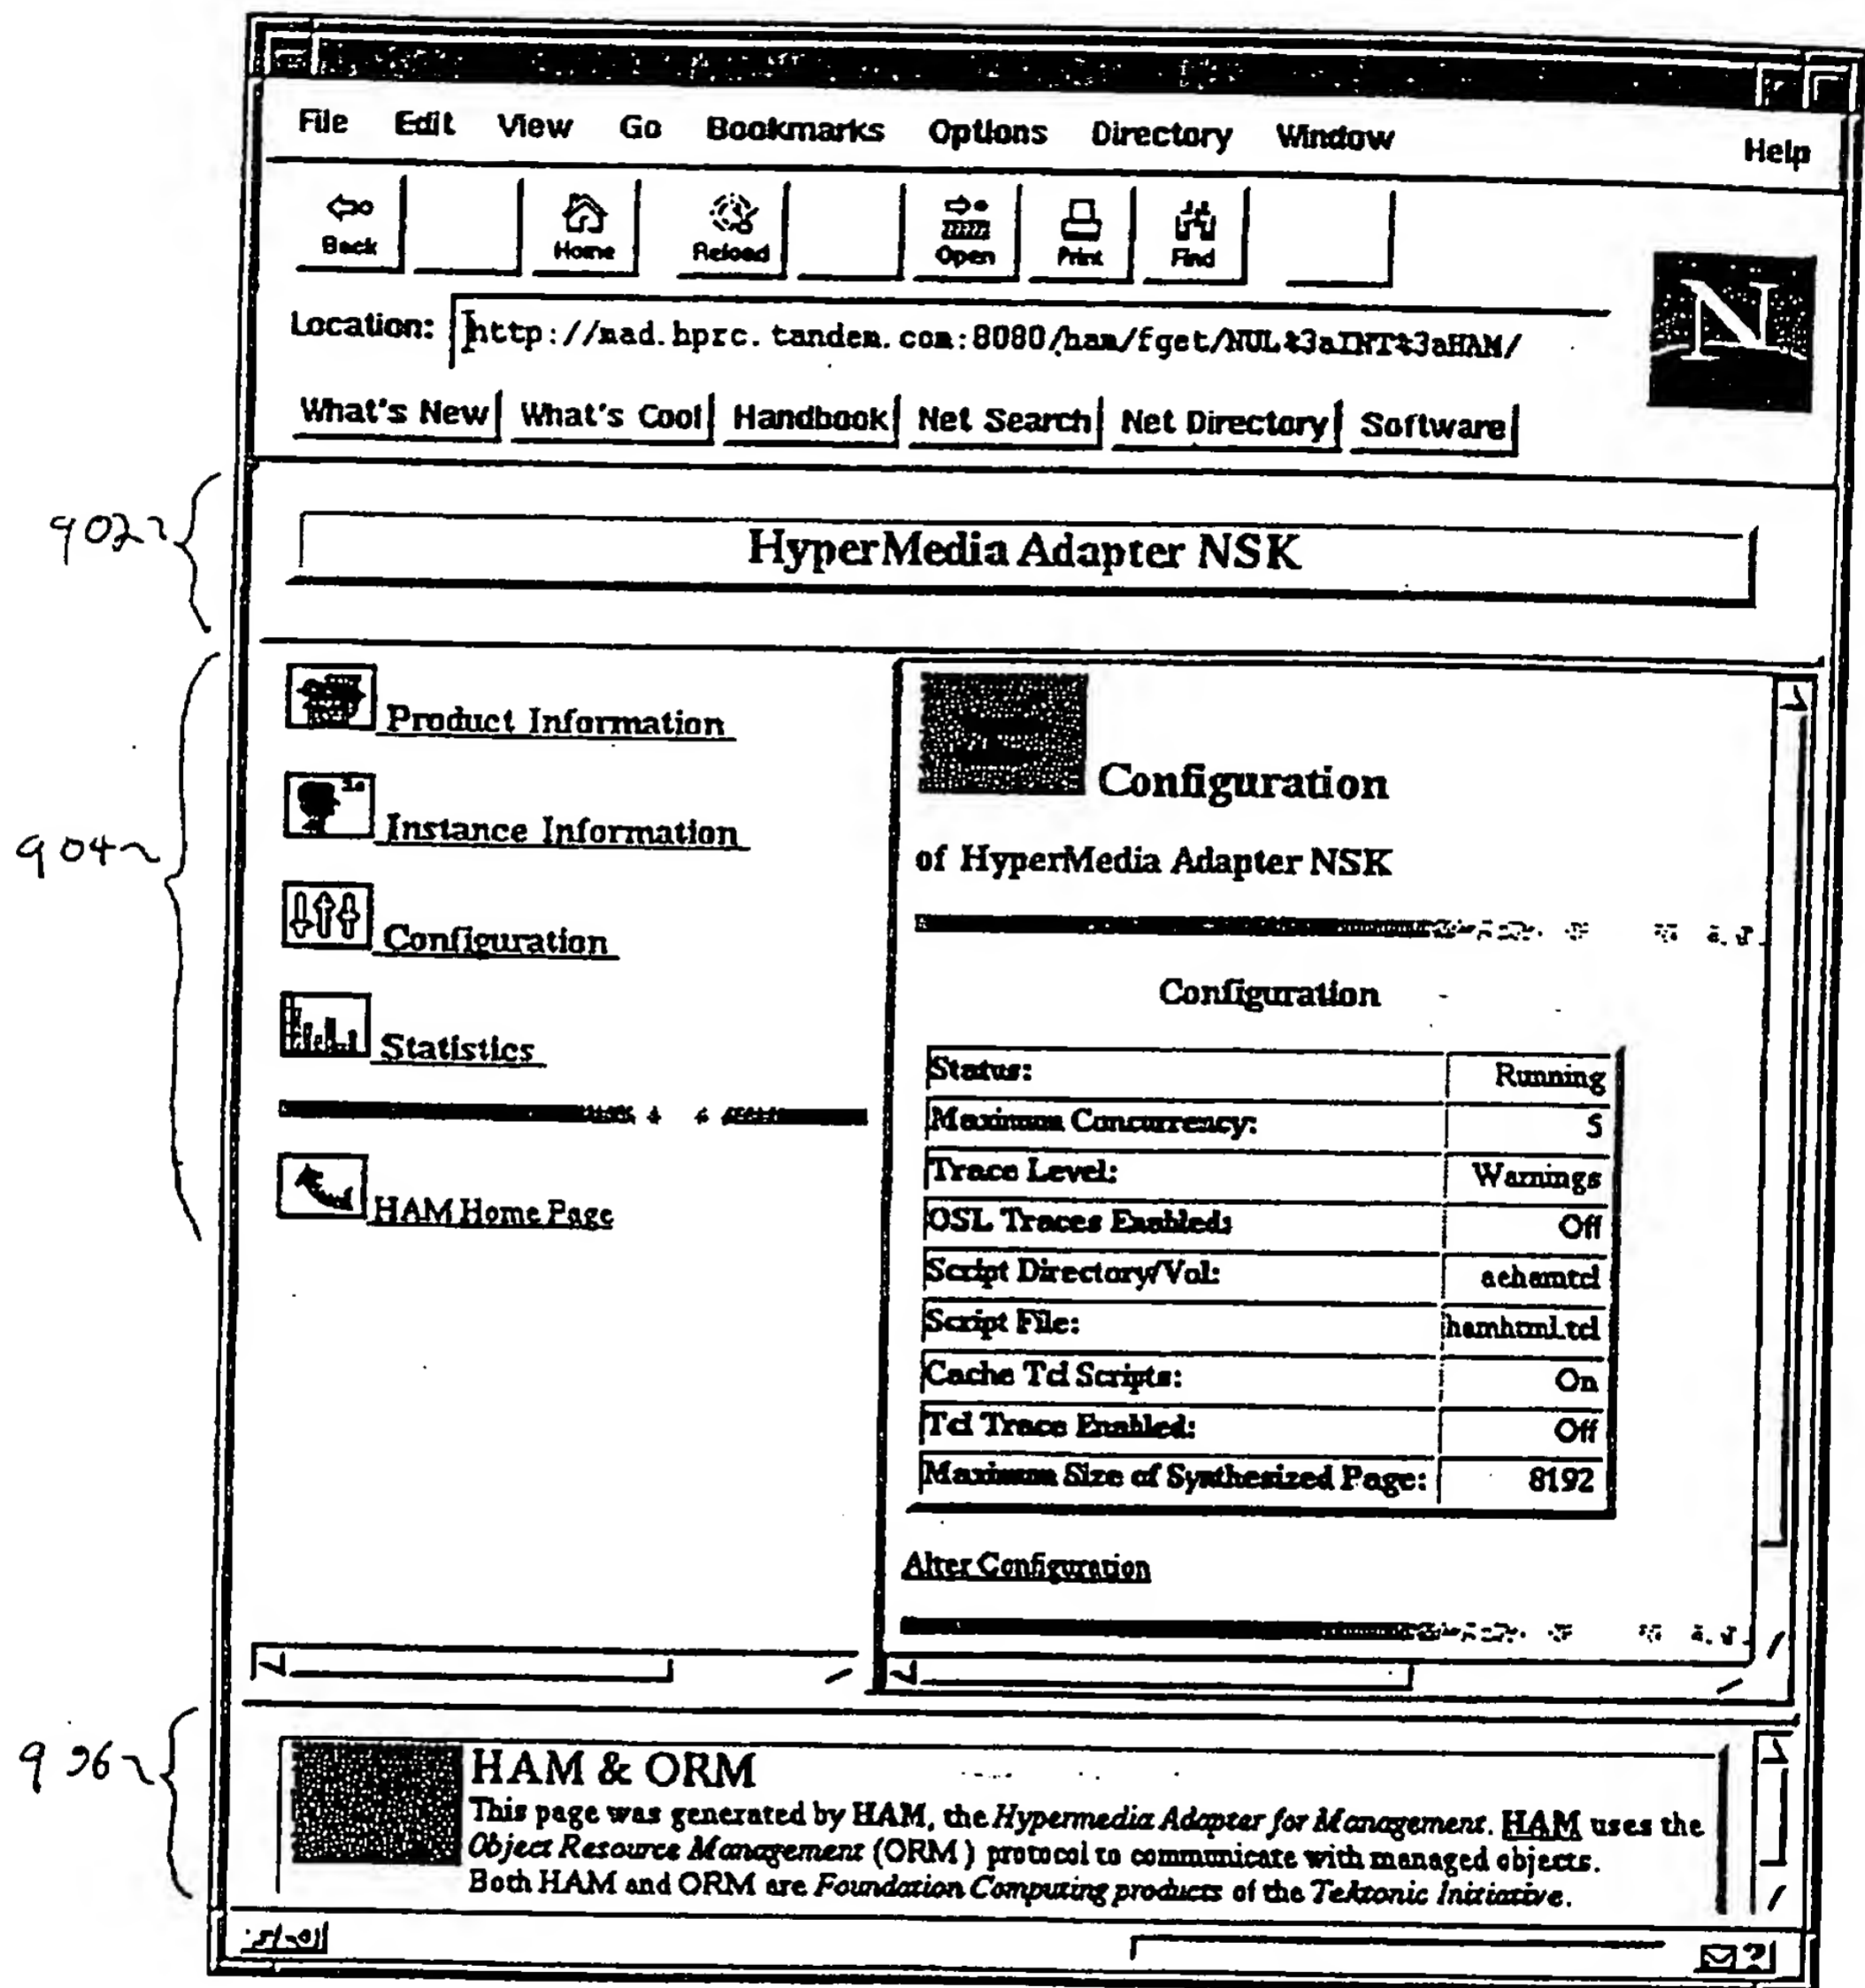 File Edit View Go Bookmarks Options Directory Window Help
Back Home Reload Open Print Find
Location: http://mad.hprc.tandem.com:8080/ham/fget/NUL%3aINT%3aHAM/
N
What's New What's Cool Handbook Net Search Net Directory Software
902
HyperMedia Adapter NSK
904
Product Information
Instance Information
Configuration
Statistics
HAM Home Page
Configuration
of HyperMedia Adapter NSK
Configuration
Status: Running
Maximum Concurrency: 5
Trace Level: Warnings
OSL Traces Enabled: Off
Script Directory/Vol: aehamtcl
Script File: hamhtml.tcl
Cache Tcl Scripts: On
Tcl Trace Enabled: Off
Maximum Size of Synthesized Page: 8192
Alter Configuration
906
HAM & ORM
This page was generated by HAM, the Hypermedia Adapter for Management. HAM uses the
Object Resource Management (ORM) protocol to communicate with managed objects.
Both HAM and ORM are Foundation Computing products of the Tektonic Initiative.